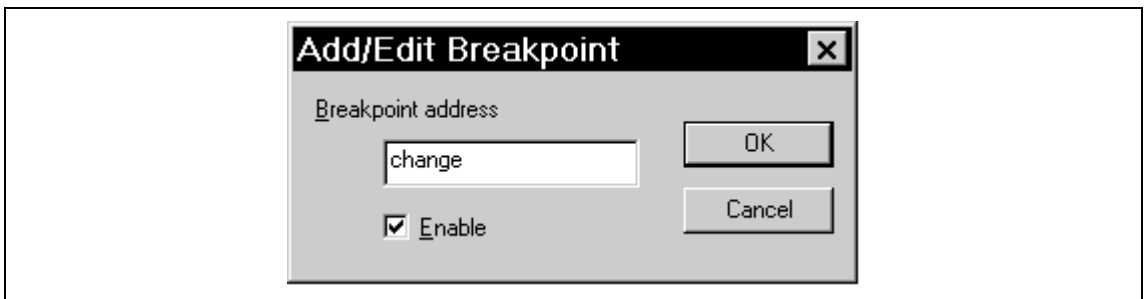 Add/Edit Breakpoint
Breakpoint address
change
OK
Enable
Cancel